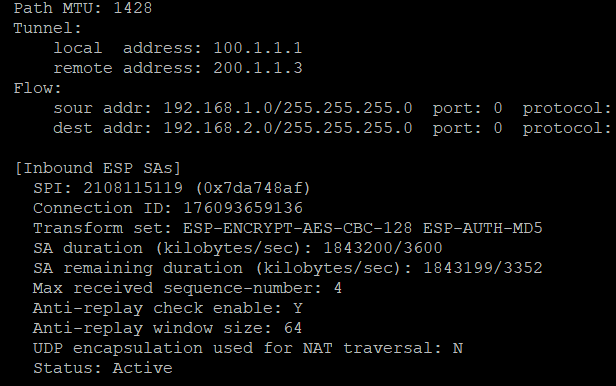 Path MTU: 1428
Tunnel:
    local  address: 100.1.1.1
    remote address: 200.1.1.3
Flow:
    sour addr: 192.168.1.0/255.255.255.0  port: 0  protocol:
    dest addr: 192.168.2.0/255.255.255.0  port: 0  protocol:

[Inbound ESP SAs]
  SPI: 2108115119 (0x7da748af)
  Connection ID: 176093659136
  Transform set: ESP-ENCRYPT-AES-CBC-128 ESP-AUTH-MD5
  SA duration (kilobytes/sec): 1843200/3600
  SA remaining duration (kilobytes/sec): 1843199/3352
  Max received sequence-number: 4
  Anti-replay check enable: Y
  Anti-replay window size: 64
  UDP encapsulation used for NAT traversal: N
  Status: Active